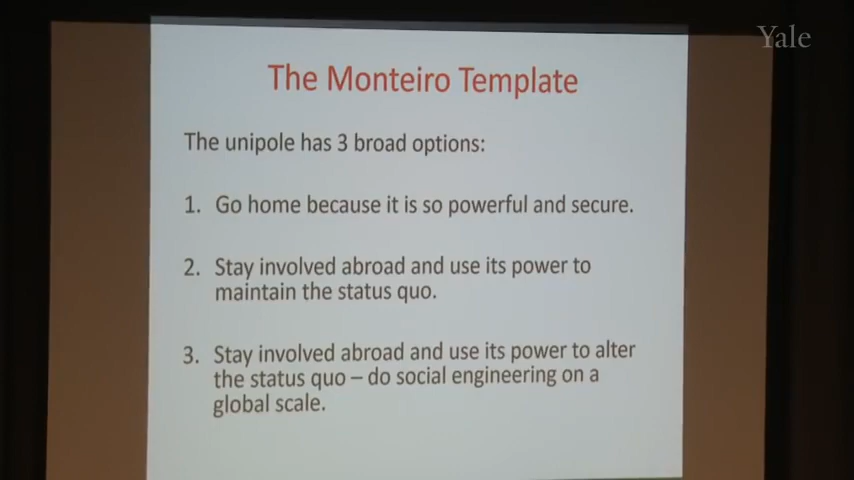 Yale
The Monteiro Template
The unipole has 3 broad options:
1. Go home because it is so powerful and secure.
2. Stay involved abroad and use its power to
maintain the status quo.
3. Stay involved abroad and use its power to alter
the status quo – do social engineering on a
global scale.